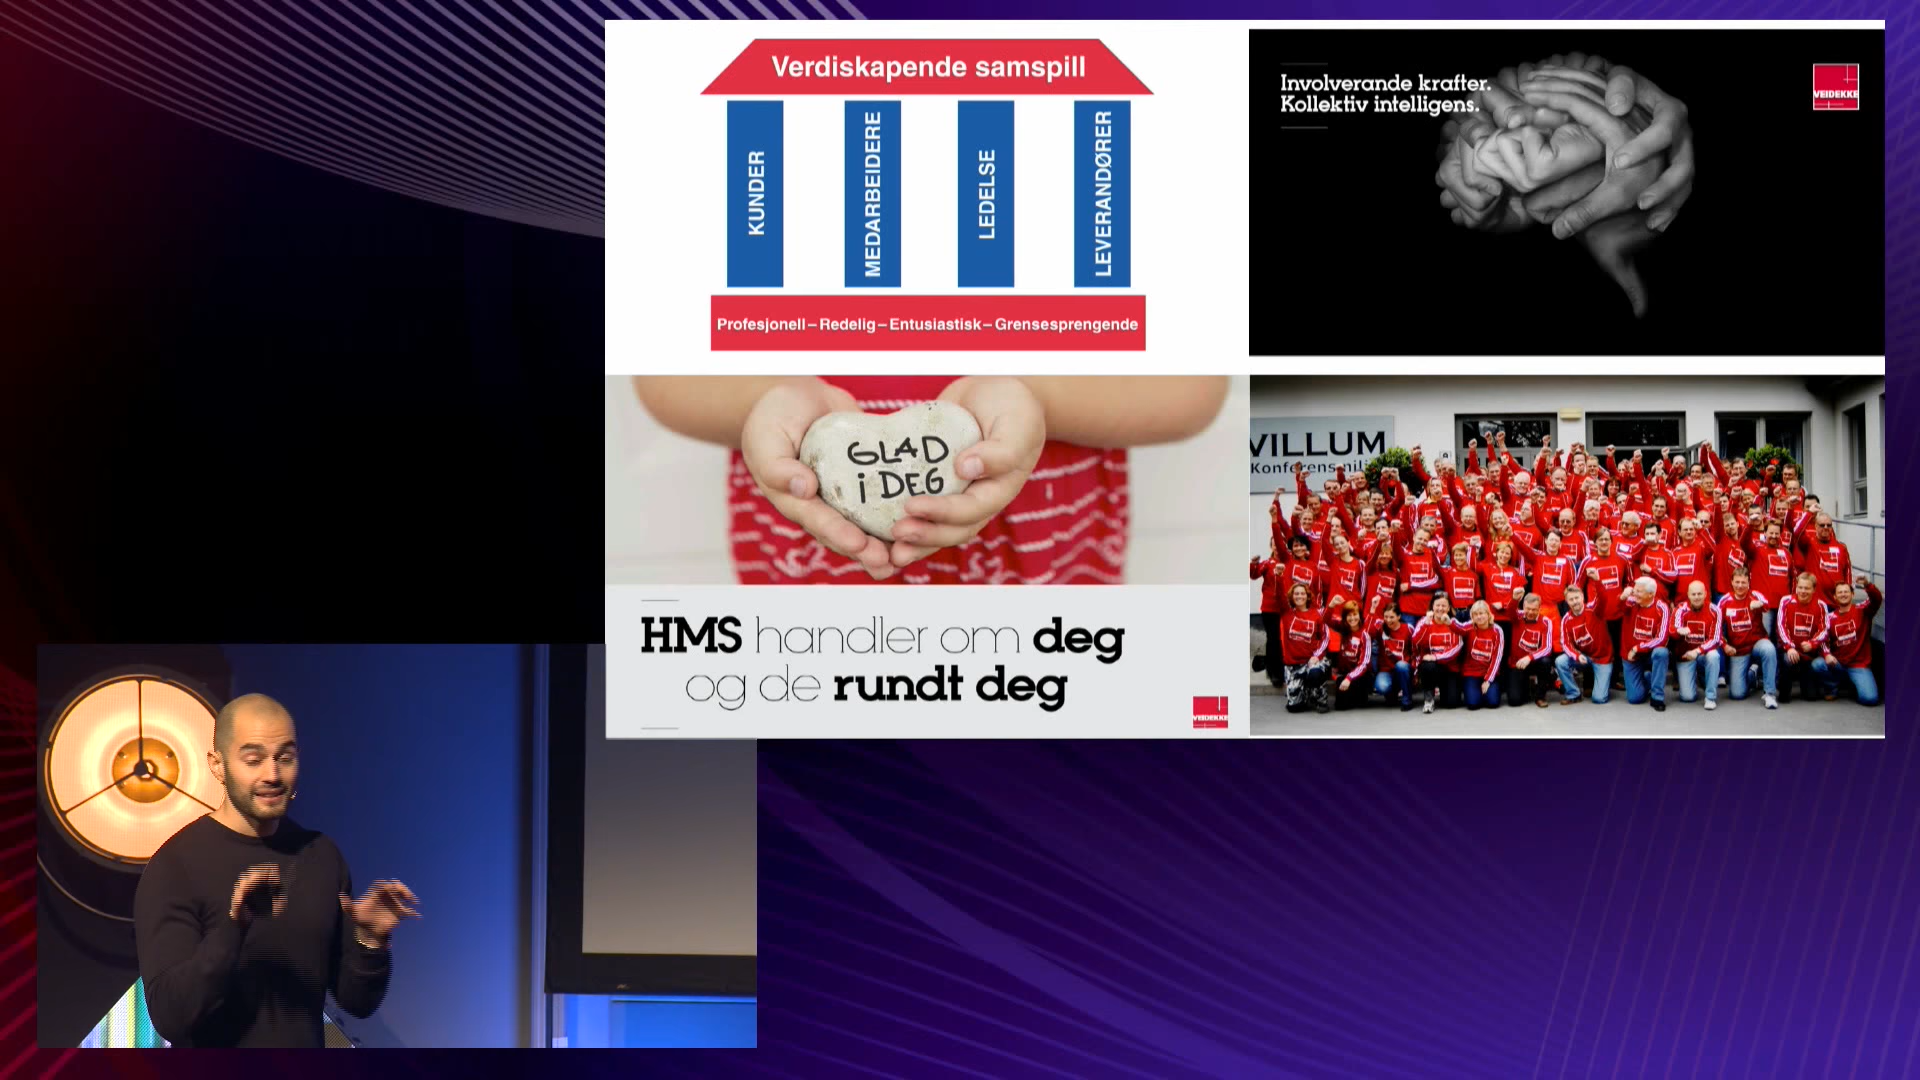 Verdiskapende samspill
KUNDER
MEDARBEIDERE
LEDELSE
LEVERANDØRER
Profesjonell – Redelig – Entusiastisk – Grensesprengende
Involverande krafter.
Kollektiv intelligens.
VEIDEKKE
GLAD
i DEG
HMS handler om deg
og de rundt deg
VEIDEKKE
VILLUM